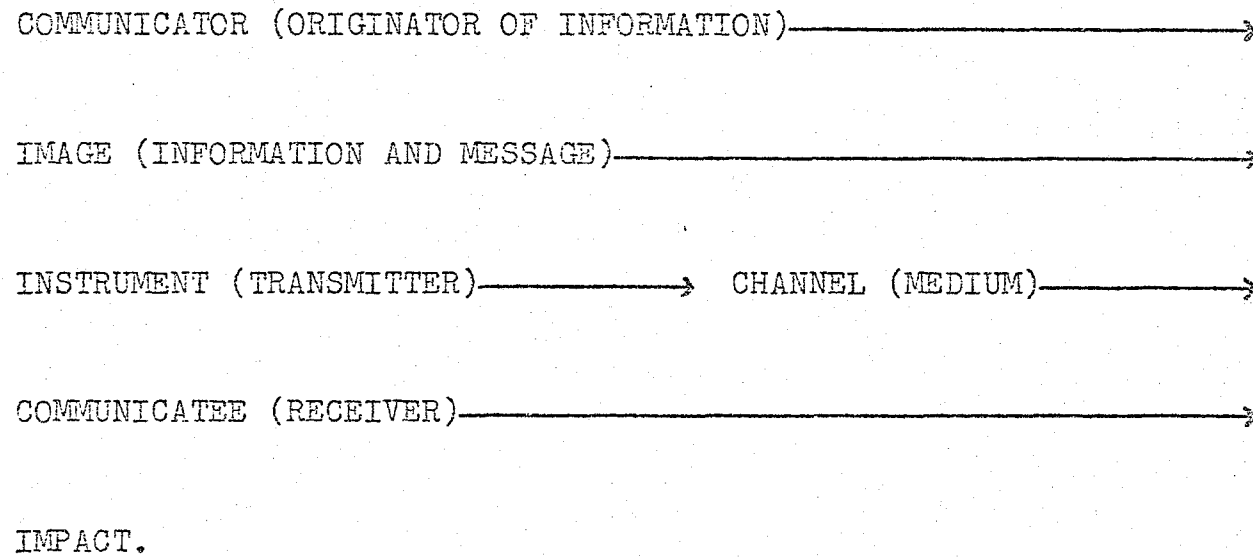 COMMUNICATOR (ORIGINATOR OF INFORMATION)
IMAGE (INFORMATION AND MESSAGE)
INSTRUMENT (TRANSMITTER) CHANNEL (MEDIUM)
COMMUNICATEE (RECEIVER)
IMPACT.